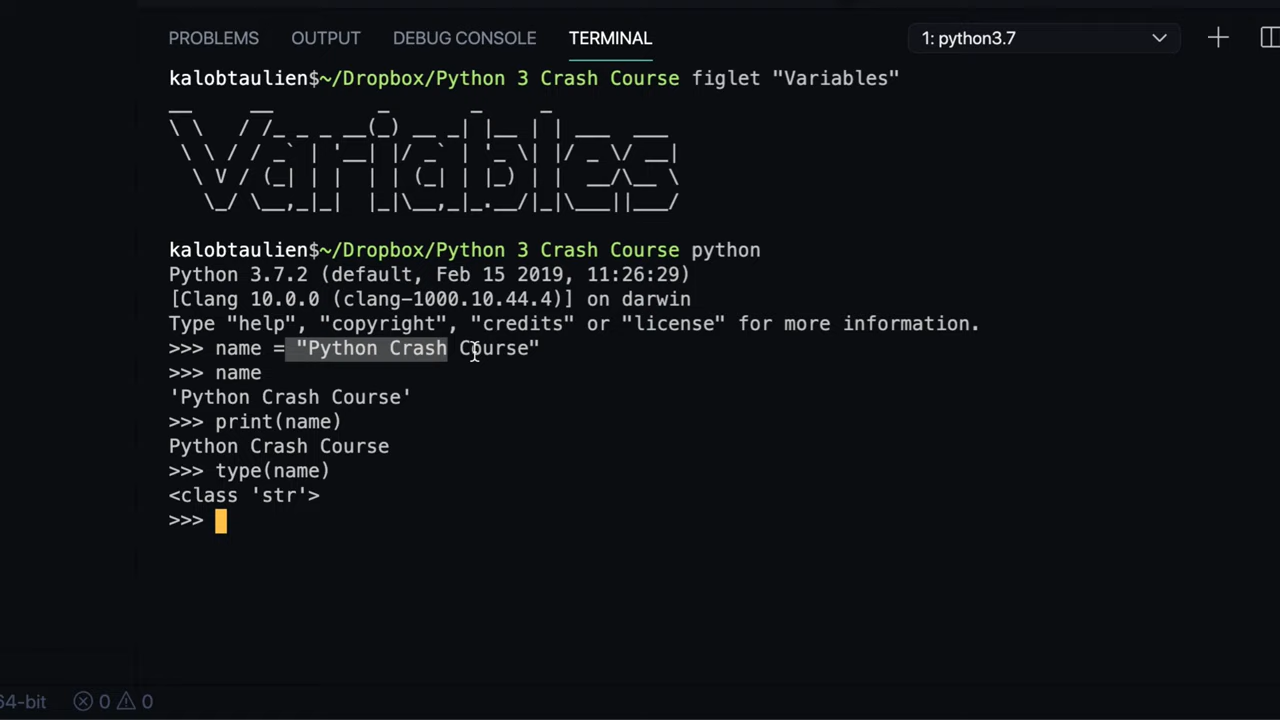 PROBLEMS OUTPUT DEBUG CONSOLE TERMINAL 1: python3.7
kalobtaulien$~/Dropbox/Python 3 Crash Course figlet "Variables"
Variables
kalobtaulien$~/Dropbox/Python 3 Crash Course python
Python 3.7.2 (default, Feb 15 2019, 11:26:29)
[Clang 10.0.0 (clang-1000.10.44.4)] on darwin
Type "help", "copyright", "credits" or "license" for more information.
>>> name = "Python Crash Course"
>>> name
'Python Crash Course'
>>> print(name)
Python Crash Course
>>> type(name)
<class 'str'>
>>>
64-bit 0 0